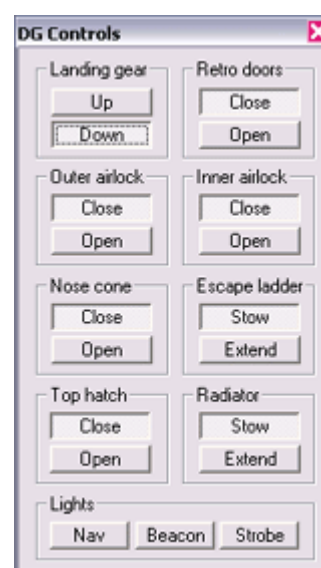 DG Controls
Landing gear
Up
Down
Retro doors
Close
Open
Outer airlock
Close
Open
Inner airlock
Close
Open
Nose cone
Close
Open
Escape ladder
Stow
Extend
Top hatch
Close
Open
Radiator
Stow
Extend
Lights
Nav Beacon Strobe